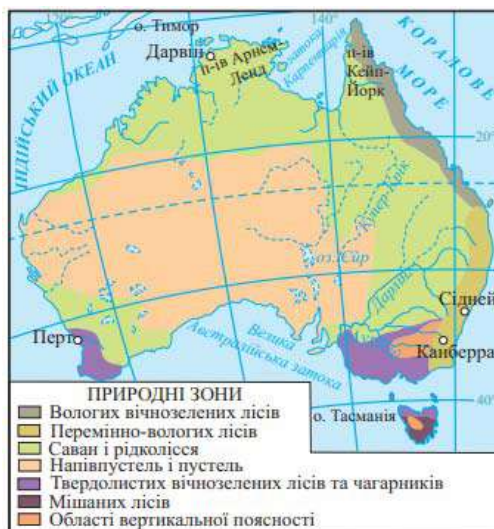 120°
140°
о. Тимор
Дарвін
п-ів Арнем-
Ленд
затока
Карпентарія
п-ів
Кейп-
Йорк
КОРАЛОВЕ
МОРЕ
ІНДІЙСЬКИЙ ОКЕАН
20°
Купер-Крік
оз. Ейр
Дарлінг
Сідней
Перт
Велика
Австралійська затока
Канберра
о. Тасманія
40°
ПРИРОДНІ ЗОНИ
Вологих вічнозелених лісів
Перемінно-вологих лісів
Саван і рідколісся
Напівпустель і пустель
Твердолистих вічнозелених лісів та чагарників
Мішаних лісів
Області вертикальної поясності